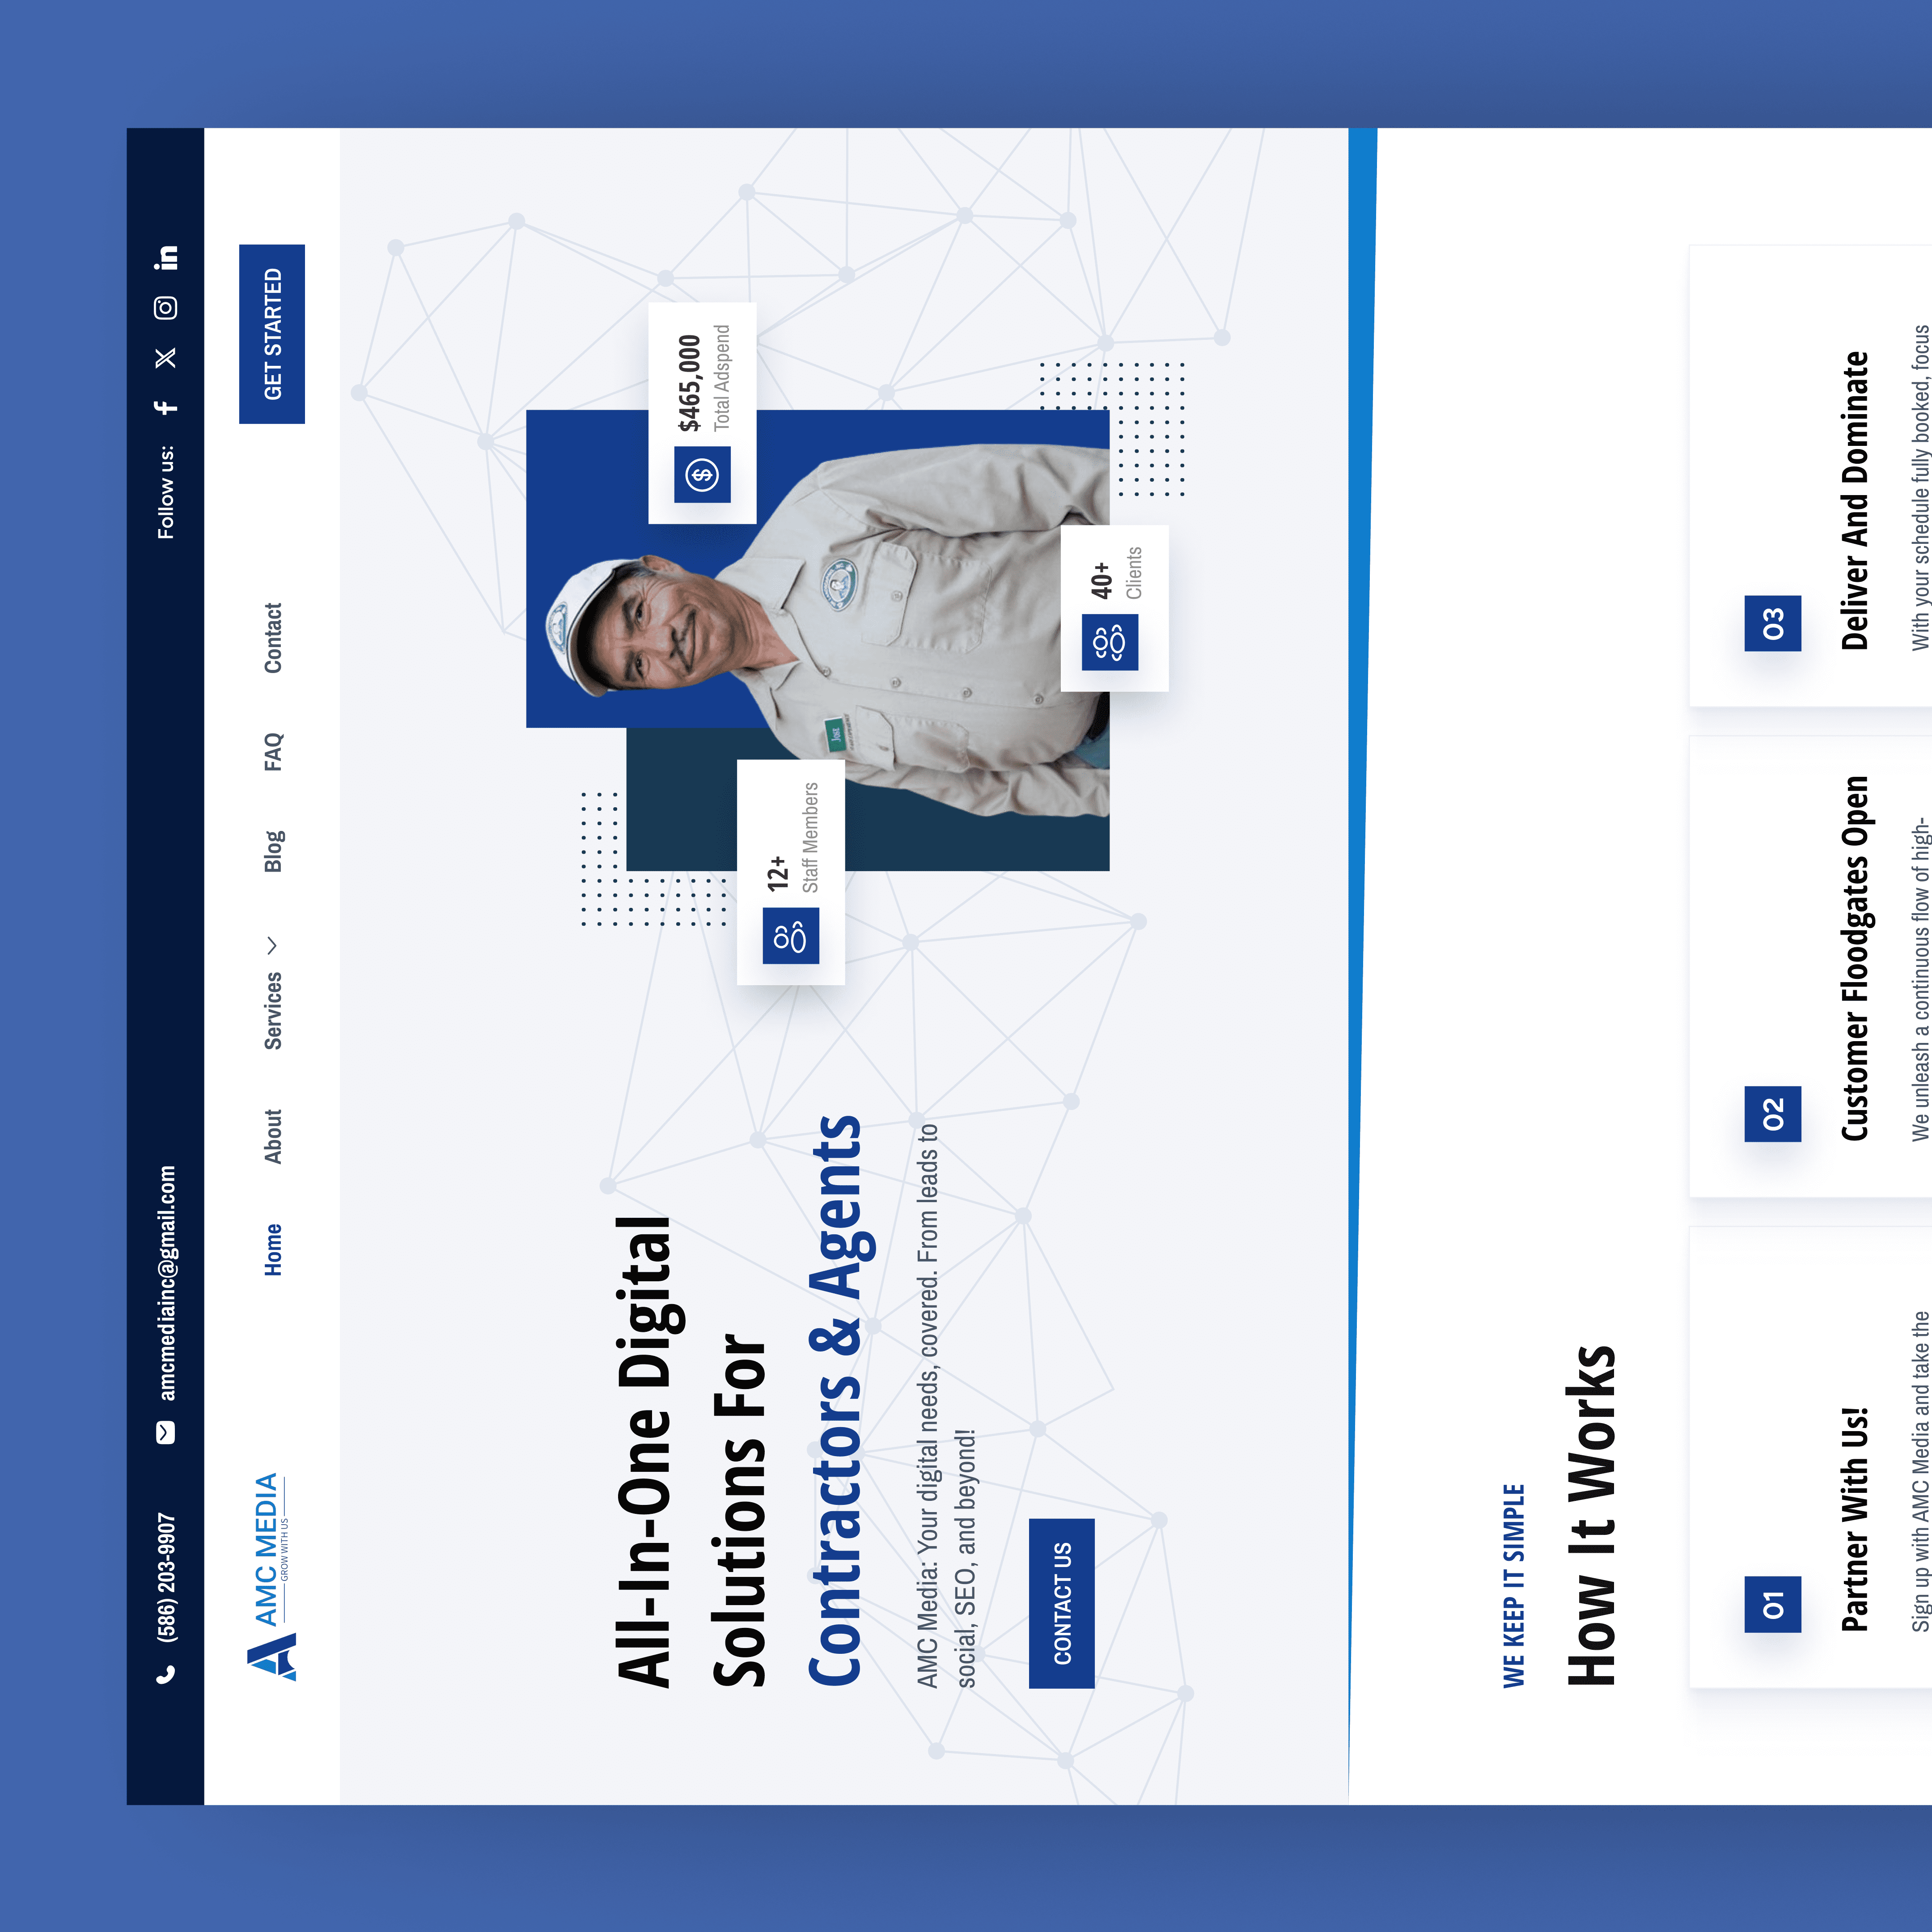 (586) 203-9907
amcmediainc@gmail.com
Follow us:
AMC MEDIA
GROW WITH US
Home
About
Services
Blog
FAQ
Contact
GET STARTED
All-In-One Digital
Solutions For
Contractors & Agents
AMC Media: Your digital needs, covered. From leads to
social, SEO, and beyond!
CONTACT US
$465,000
Total Adspend
12+
Staff Members
40+
Clients
WE KEEP IT SIMPLE
How It Works
01
Partner With Us!
Sign up with AMC Media and take the
02
Customer Floodgates Open
We unleash a continuous flow of high-
03
Deliver And Dominate
With your schedule fully booked, focus